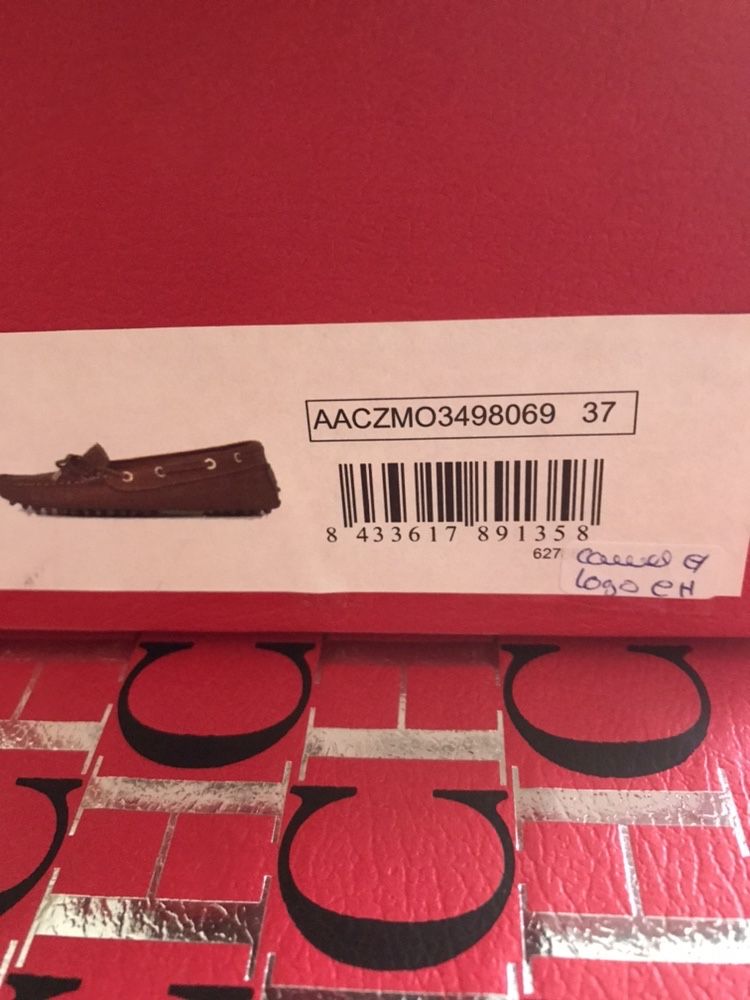 AACZMO3498069 37
8 433617 891358
627
camel
logo CH
C H C
C H C H